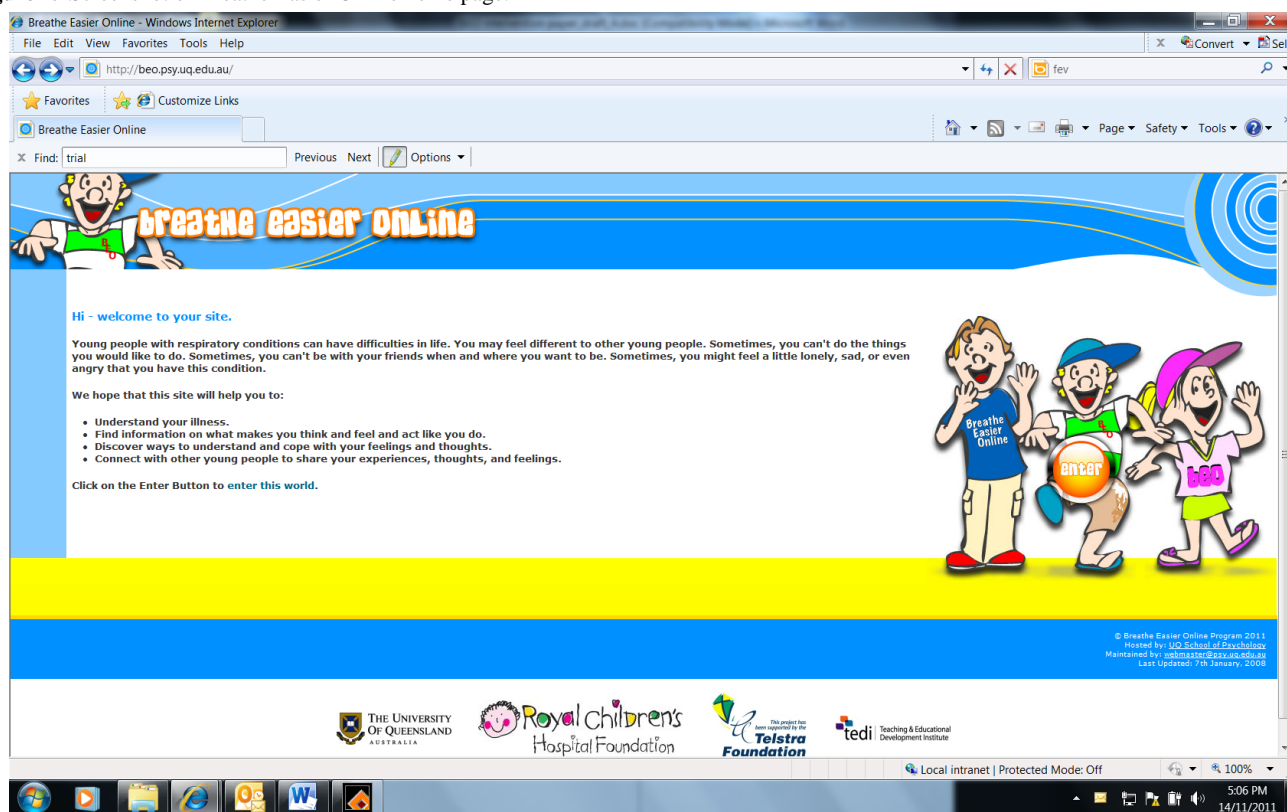 Breathe Easier Online - Windows Internet Explorer
File Edit View Favorites Tools Help
X Convert Sel
http://beo.psy.uq.edu.au/
fev
Favorites Customize Links
Breathe Easier Online
Page Safety Tools
X Find: trial Previous Next Options
BREATHE EASIER ONLINE
Hi - welcome to your site.
Young people with respiratory conditions can have difficulties in life. You may feel different to other young people. Sometimes, you can't do the things
you would like to do. Sometimes, you can't be with your friends when and where you want to be. Sometimes, you might feel a little lonely, sad, or even
angry that you have this condition.
We hope that this site will help you to:
• Understand your illness.
• Find information on what makes you think and feel and act like you do.
• Discover ways to understand and cope with your feelings and thoughts.
• Connect with other young people to share your experiences, thoughts, and feelings.
Click on the Enter Button to enter this world.
Breathe
Easier
Online
enter
beo
© Breathe Easier Online Program 2011
Hosted by: UQ School of Psychology
Maintained by: webmaster@psy.uq.edu.au
Last Updated: 7th January, 2008
THE UNIVERSITY
OF QUEENSLAND
AUSTRALIA
Royal Children's
Hospital Foundation
This project has
been supported by the
Telstra
Foundation
tedi Teaching & Educational
Development Institute
Local intranet | Protected Mode: Off
100%
5:06 PM
14/11/2011